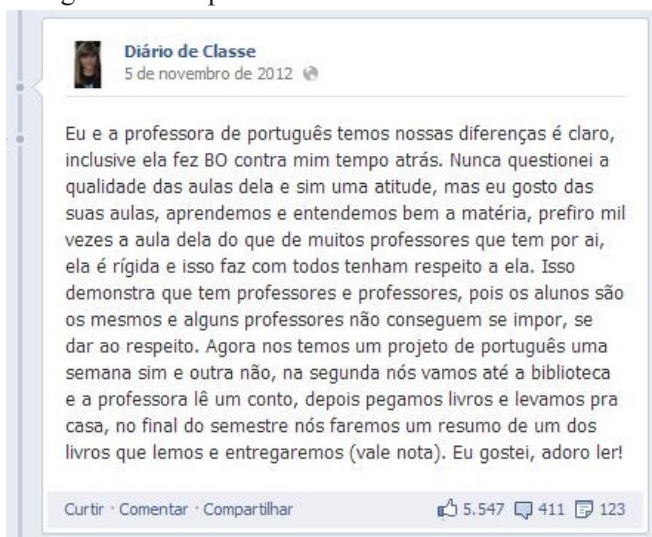 Diário de Classe
5 de novembro de 2012
Eu e a professora de português temos nossas diferenças é claro,
inclusive ela fez BO contra mim tempo atrás. Nunca questionei a
qualidade das aulas dela e sim uma atitude, mas eu gosto das
suas aulas, aprendemos e entendemos bem a matéria, prefiro mil
vezes a aula dela do que de muitos professores que tem por ai,
ela é rígida e isso faz com todos tenham respeito a ela. Isso
demonstra que tem professores e professores, pois os alunos são
os mesmos e alguns professores não conseguem se impor, se
dar ao respeito. Agora nos temos um projeto de português uma
semana sim e outra não, na segunda nós vamos até a biblioteca
e a professora lê um conto, depois pegamos livros e levamos pra
casa, no final do semestre nós faremos um resumo de um dos
livros que lemos e entregaremos (vale nota). Eu gostei, adoro ler!
Curtir · Comentar · Compartilhar 5.547 411 123